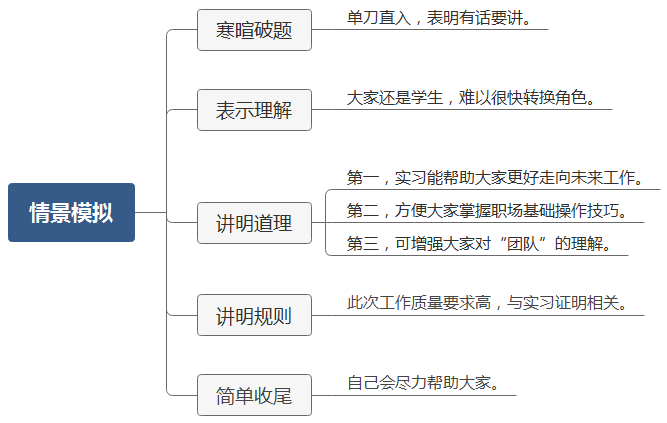 情景模拟
寒暄破题
单刀直入，表明有话要讲。
表示理解
大家还是学生，难以很快转换角色。
讲明道理
第一，实习能帮助大家更好走向未来工作。
第二，方便大家掌握职场基础操作技巧。
第三，可增强大家对“团队”的理解。
讲明规则
此次工作质量要求高，与实习证明相关。
简单收尾
自己会尽力帮助大家。